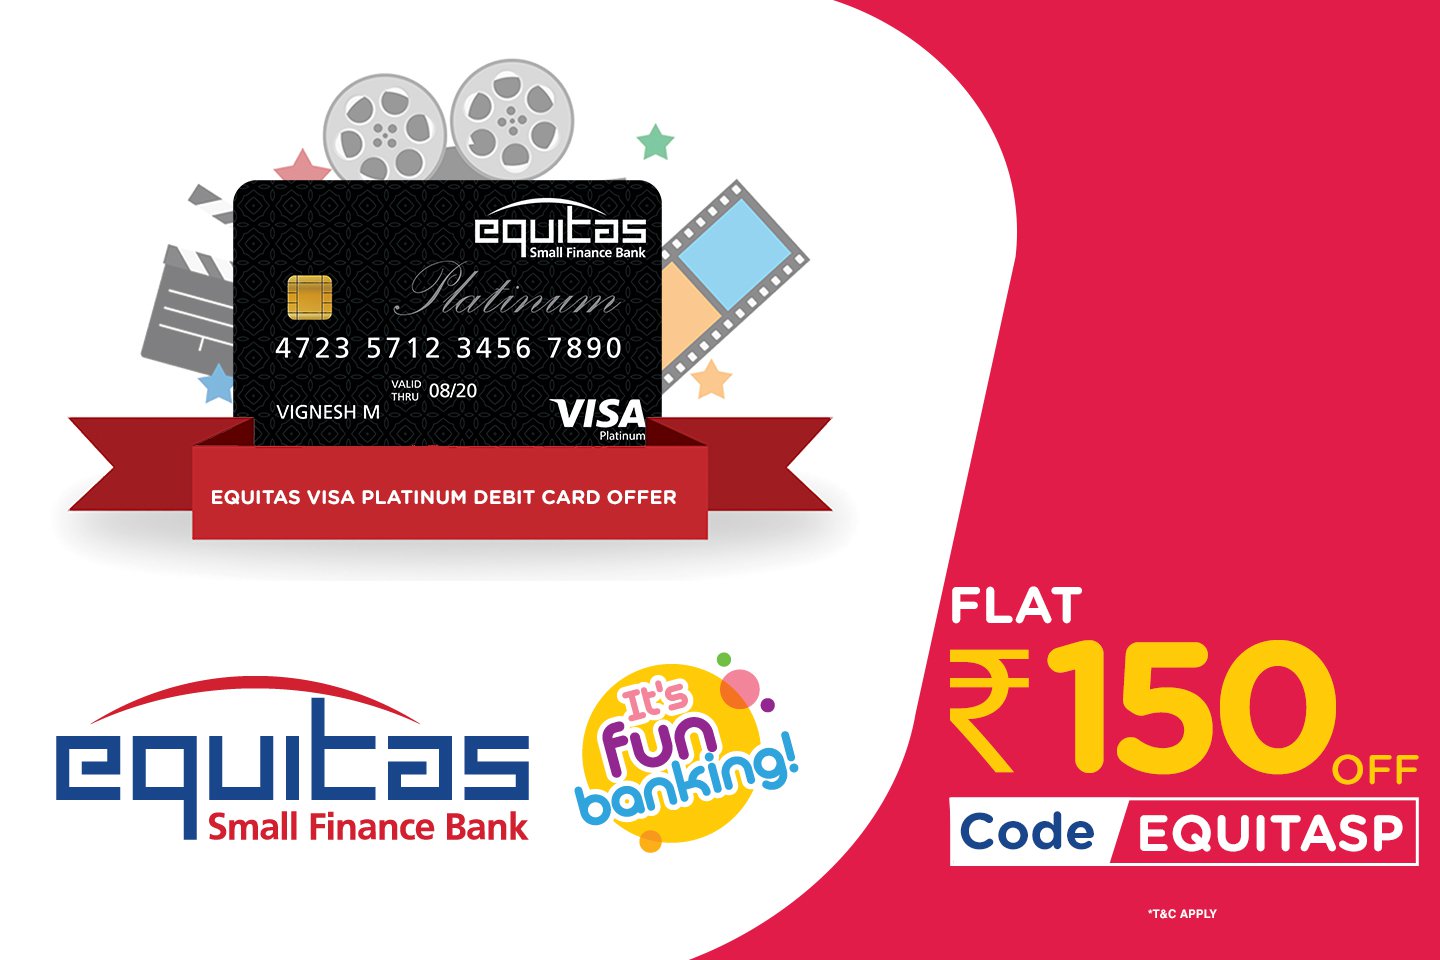 equitas
Small Finance Bank
Platinum
4723 5712 3456 7890
VALID THRU 08/20
VIGNESH M
VISA
Platinum
EQUITAS VISA PLATINUM DEBIT CARD OFFER
equitas
Small Finance Bank
It's
fun
banking!
FLAT
₹150 OFF
Code EQUITASP
*T&C APPLY